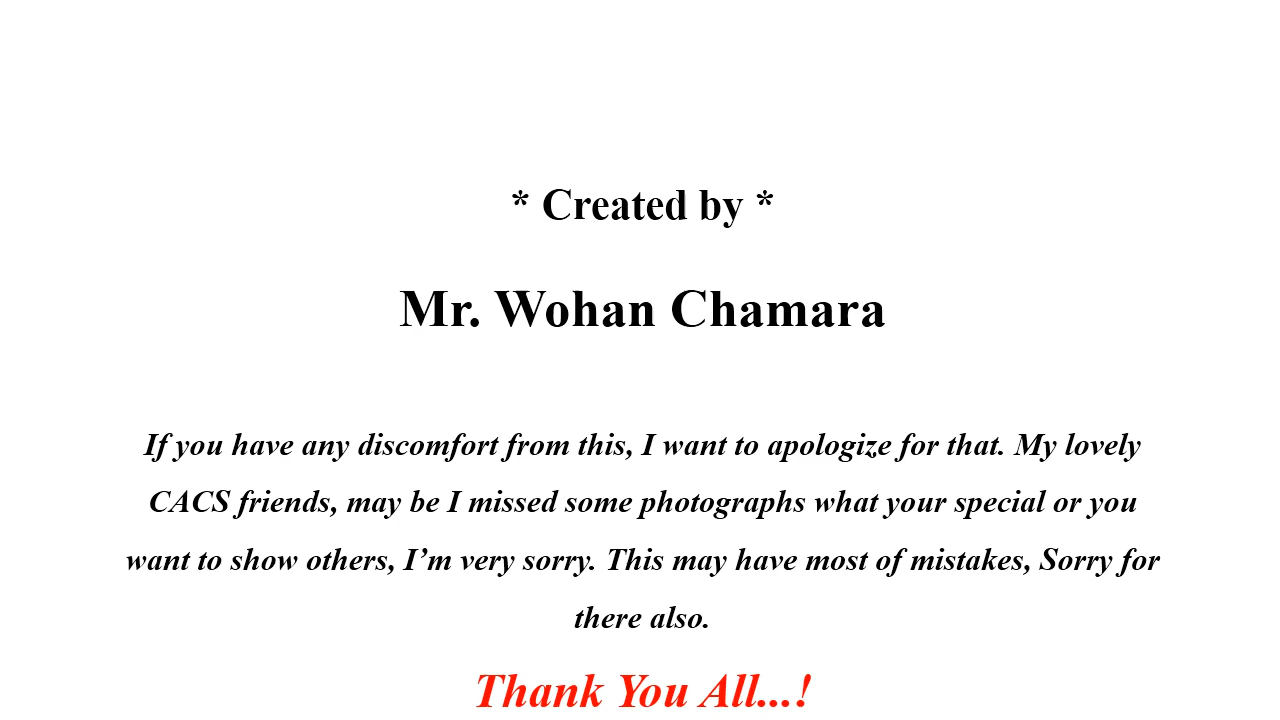 * Created by *
Mr. Wohan Chamara
If you have any discomfort from this, I want to apologize for that. My lovely
CACS friends, may be I missed some photographs what your special or you
want to show others, I’m very sorry. This may have most of mistakes, Sorry for
there also.
Thank You All...!